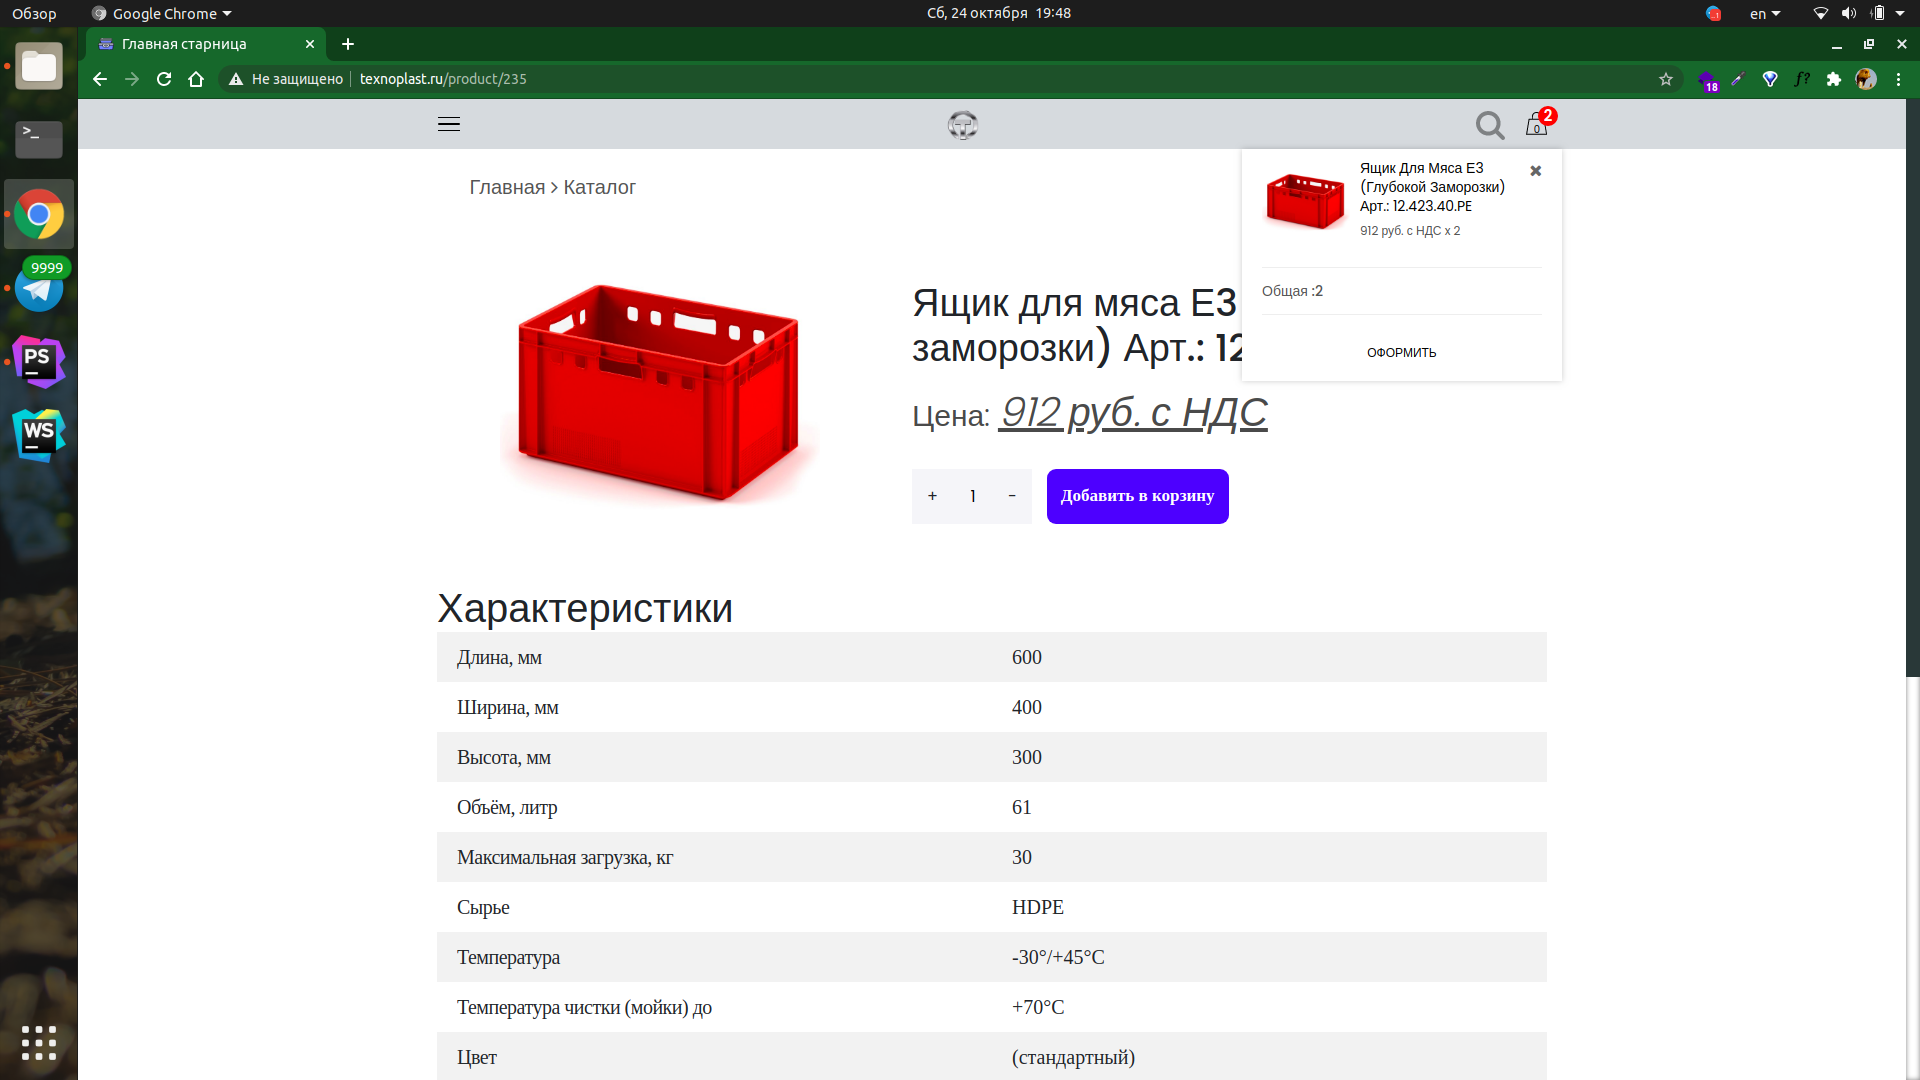 Обзор
Google Chrome
Сб, 24 октября 19:48
en
Главная старница
Не защищено
texnoplast.ru/product/235
18
9999
>_
PS
WS
T
2
0
Главная > Каталог
Ящик Для Мяса Е3
(Глубокой Заморозки)
Арт.: 12.423.40.PE
912 руб. с НДС x 2
Общая :2
ОФОРМИТЬ
Ящик для мяса Е3
заморозки) Арт.: 12
Цена: 912 руб. с НДС
+ 1 -
Добавить в корзину
Характеристики
Длина, мм 600
Ширина, мм 400
Высота, мм 300
Объём, литр 61
Максимальная загрузка, кг 30
Сырье HDPE
Температура -30°/+45°C
Температура чистки (мойки) до +70°C
Цвет (стандартный)